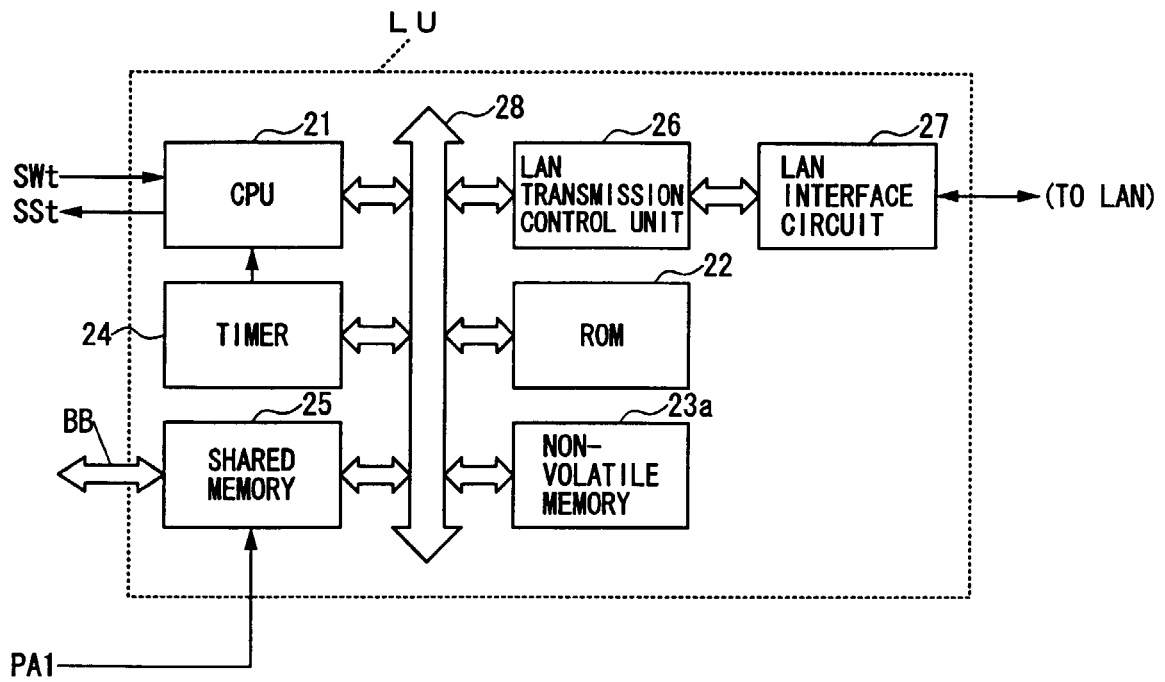 LU
28
21
26
27
SWt
SSt
CPU
LAN
TRANSMISSION
CONTROL UNIT
LAN
INTERFACE
CIRCUIT
(TO LAN)
22
24
TIMER
ROM
25
23a
BB
SHARED
MEMORY
NON-
VOLATILE
MEMORY
PA1